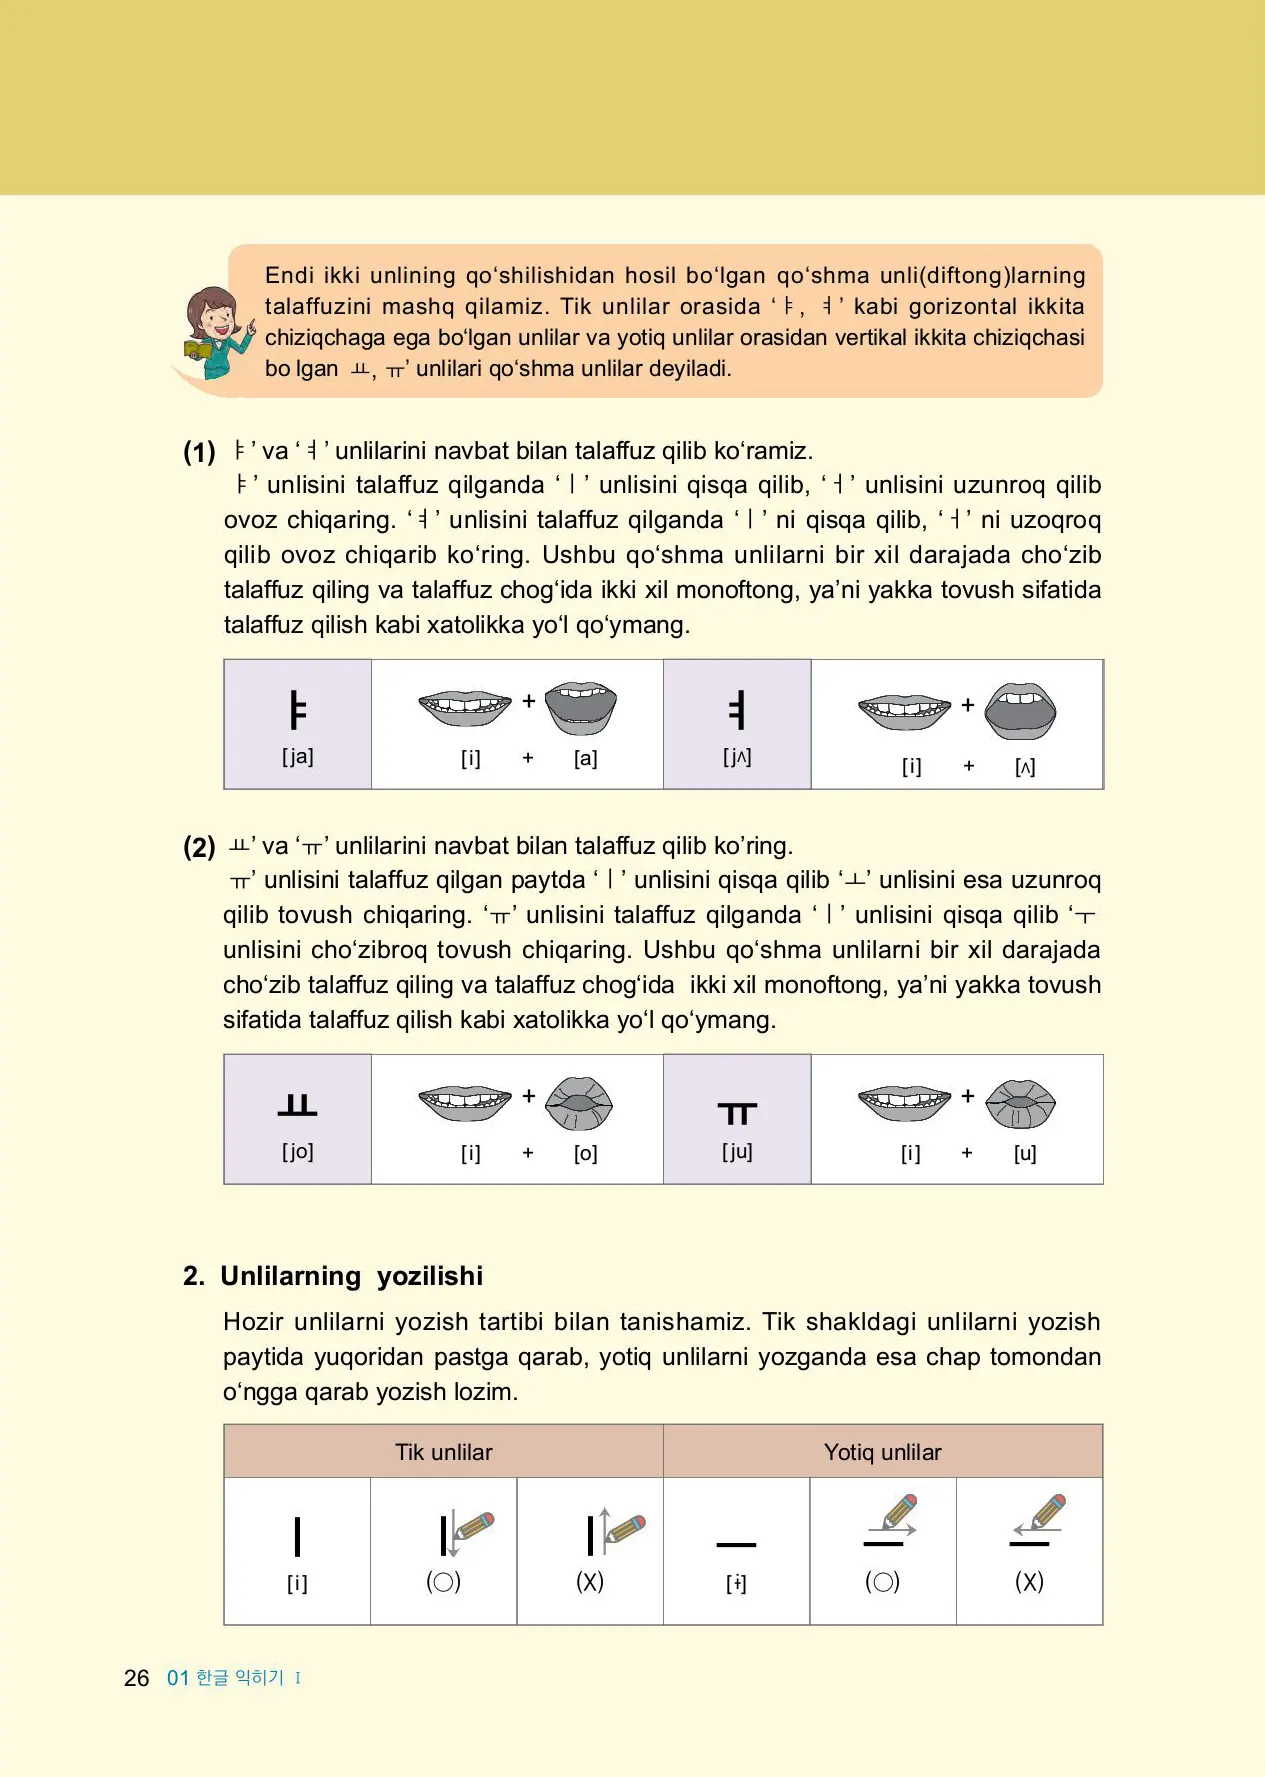 Endi ikki unlining qo‘shilishidan hosil bo‘lgan qo‘shma unli(diftong)larning
talaffuzini mashq qilamiz. Tik unlilar orasida ‘ㅑ, ㅕ’ kabi gorizontal ikkita
chiziqchaga ega bo‘lgan unlilar va yotiq unlilar orasidan vertikal ikkita chiziqchasi
bo lgan ㅛ, ㅠ’ unlilari qo‘shma unlilar deyiladi.
(1) ㅑ’ va ‘ㅕ’ unlilarini navbat bilan talaffuz qilib ko‘ramiz.
ㅑ’ unlisini talaffuz qilganda ‘ㅣ’ unlisini qisqa qilib, ‘ㅓ’ unlisini uzunroq qilib
ovoz chiqaring. ‘ㅕ’ unlisini talaffuz qilganda ‘ㅣ’ ni qisqa qilib, ‘ㅓ’ ni uzoqroq
qilib ovoz chiqarib ko‘ring. Ushbu qo‘shma unlilarni bir xil darajada cho‘zib
talaffuz qiling va talaffuz chog‘ida ikki xil monoftong, ya’ni yakka tovush sifatida
talaffuz qilish kabi xatolikka yo‘l qo‘ymang.
ㅑ + ㅕ +
[ja] [i] + [a] [jʌ] [i] + [ʌ]
(2) ㅛ’ va ‘ㅠ’ unlilarini navbat bilan talaffuz qilib ko’ring.
ㅠ’ unlisini talaffuz qilgan paytda ‘ㅣ’ unlisini qisqa qilib ‘ㅗ’ unlisini esa uzunroq
qilib tovush chiqaring. ‘ㅠ’ unlisini talaffuz qilganda ‘ㅣ’ unlisini qisqa qilib ‘ㅜ
unlisini cho‘zibroq tovush chiqaring. Ushbu qo‘shma unlilarni bir xil darajada
cho‘zib talaffuz qiling va talaffuz chog‘ida ikki xil monoftong, ya’ni yakka tovush
sifatida talaffuz qilish kabi xatolikka yo‘l qo‘ymang.
ㅛ + ㅠ +
[jo] [i] + [o] [ju] [i] + [u]
2. Unlilarning yozilishi
Hozir unlilarni yozish tartibi bilan tanishamiz. Tik shakldagi unlilarni yozish
paytida yuqoridan pastga qarab, yotiq unlilarni yozganda esa chap tomondan
o‘ngga qarab yozish lozim.
Tik unlilar Yotiq unlilar
ㅣ ㅣ ㅣ ㅡ ㅡ ㅡ
[i] (○) (X) [ɨ] (○) (X)
26 01 한글 익히기 Ⅰ